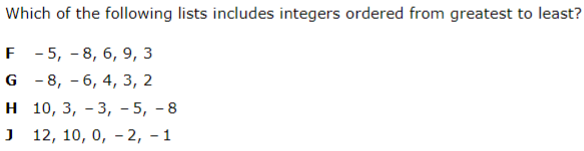 Which of the following lists includes integers ordered from greatest to least?
F - 5, - 8, 6, 9, 3
G - 8, - 6, 4, 3, 2
H 10, 3, - 3, - 5, - 8
J 12, 10, 0, - 2, - 1